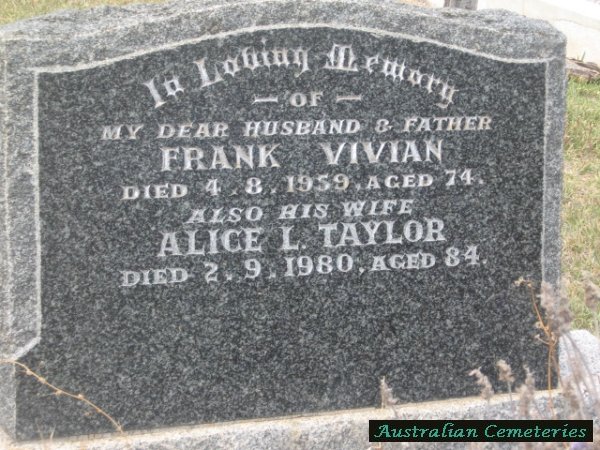 In Loving Memory
— OF —
MY DEAR HUSBAND & FATHER
FRANK VIVIAN
DIED 4.8.1959, AGED 74.
ALSO HIS WIFE
ALICE L. TAYLOR
DIED 2.9.1980, AGED 84.
Australian Cemeteries